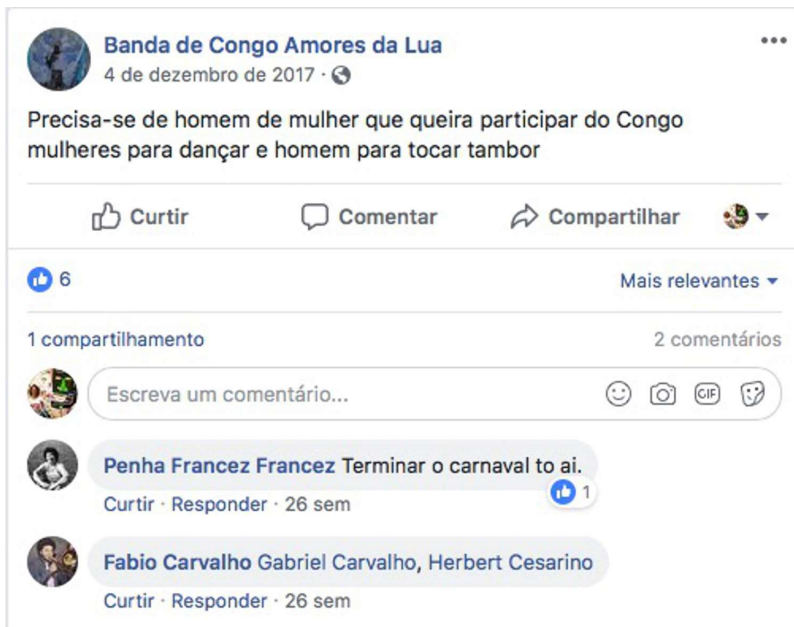 Banda de Congo Amores da Lua
4 de dezembro de 2017 ·
Precisa-se de homem de mulher que queira participar do Congo
mulheres para dançar e homem para tocar tambor
Curtir Comentar Compartilhar
6 Mais relevantes
1 compartilhamento 2 comentários
Escreva um comentário... GIF
Penha Francez Francez Terminar o carnaval to ai.
1
Curtir · Responder · 26 sem
Fabio Carvalho Gabriel Carvalho, Herbert Cesarino
Curtir · Responder · 26 sem